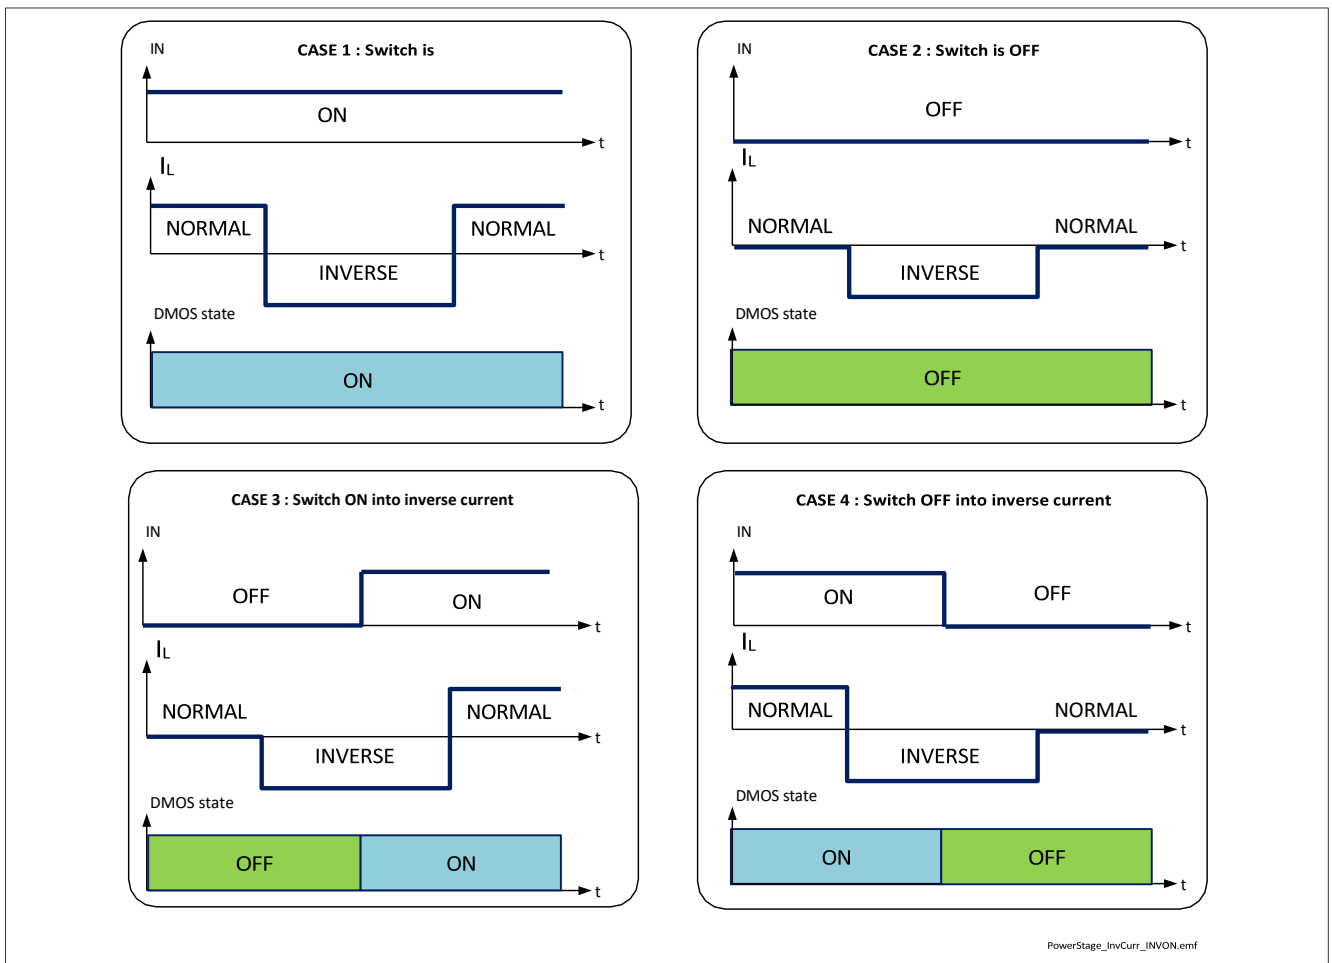 CASE 1 : Switch is
IN
ON
t
IL
NORMAL
NORMAL
INVERSE
DMOS state
ON
t
CASE 2 : Switch is OFF
IN
OFF
t
IL
NORMAL
NORMAL
t
INVERSE
DMOS state
OFF
t
CASE 3 : Switch ON into inverse current
IN
OFF
ON
t
IL
NORMAL
NORMAL
t
INVERSE
DMOS state
OFF
ON
t
CASE 4 : Switch OFF into inverse current
IN
ON
OFF
t
IL
NORMAL
NORMAL
t
INVERSE
DMOS state
ON
OFF
t
PowerStage_InvCurr_INVON.emf